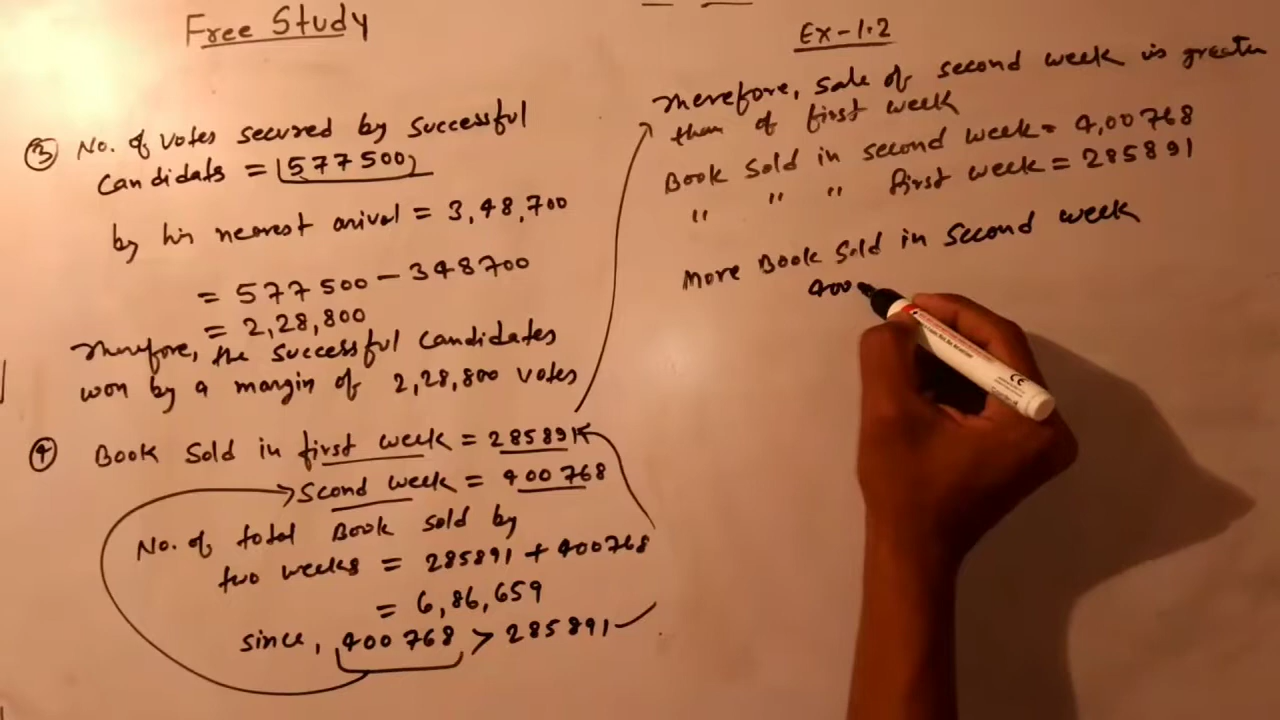 Free Study
③ No. of votes secured by successful
candidats = 577500
by his nearest arival = 3,48,700
= 577500 - 348700
= 2,28,800
Therefore, the successful candidates
won by a margin of 2,28,800 votes
④ Book sold in first week = 285891
Scond week = 400768
No. of total Book sold by
two weeks = 285891 + 400768
= 6,86,659
since, 400768 > 285891
Ex-1.2
Therefore, sale of second week is greater
than of first week
Book sold in second week = 4,00768
" " " first week = 285891
More Book sold in second week
400